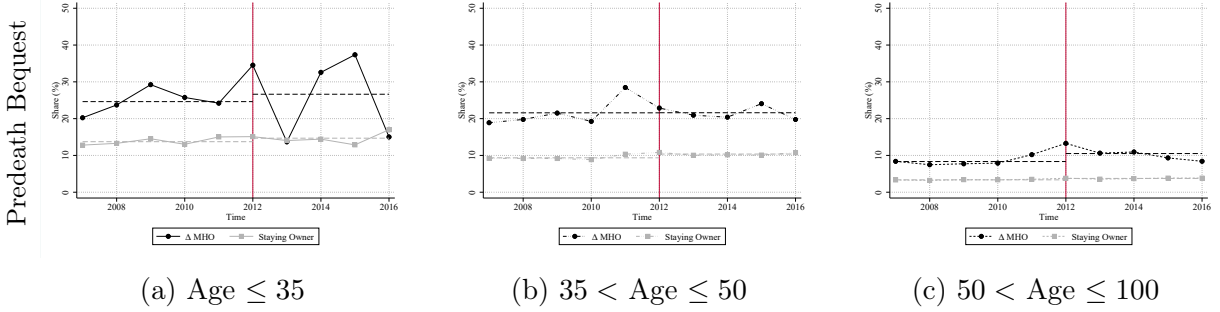 Predeath Bequest
Share (%)
0 10 20 30 40 50
2008 2010 2012 2014 2016
Time
Δ MHO Staying Owner
(a) Age ≤ 35
Share (%)
0 10 20 30 40 50
2008 2010 2012 2014 2016
Time
Δ MHO Staying Owner
(b) 35 < Age ≤ 50
Share (%)
0 10 20 30 40 50
2008 2010 2012 2014 2016
Time
Δ MHO Staying Owner
(c) 50 < Age ≤ 100